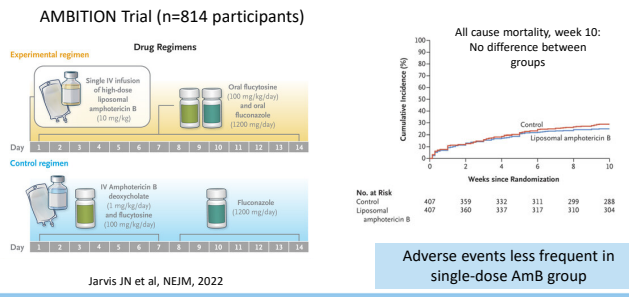 AMBITION Trial (n=814 participants)
Drug Regimens
Experimental regimen
Single IV infusion
of high-dose
liposomal
amphotericin B
(10 mg/kg)
Oral flucytosine
(100 mg/kg/day)
and oral
fluconazole
(1200 mg/day)
Day 1 2 3 4 5 6 7 8 9 10 11 12 13 14
Control regimen
IV Amphotericin B
deoxycholate
(1 mg/kg/day)
and flucytosine
(100 mg/kg/day)
Fluconazole
(1200 mg/day)
Day 1 2 3 4 5 6 7 8 9 10 11 12 13 14
Jarvis JN et al, NEJM, 2022
All cause mortality, week 10:
No difference between
groups
Cumulative Incidence (%)
100
90
80
70
60
50
40
30
20
10
0
Control
Liposomal amphotericin B
0 2 4 6 8 10
Weeks since Randomization
No. at Risk
Control 407 359 332 311 299 288
Liposomal 407 360 337 317 310 304
amphotericin B
Adverse events less frequent in
single-dose AmB group